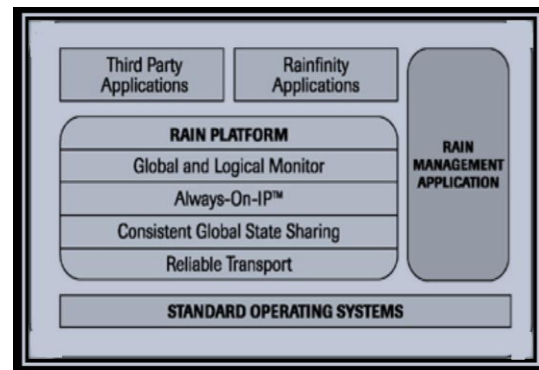 Third Party
Applications
Rainfinity
Applications
RAIN PLATFORM
Global and Logical Monitor
Always-On-IP™
Consistent Global State Sharing
Reliable Transport
RAIN
MANAGEMENT
APPLICATION
STANDARD OPERATING SYSTEMS